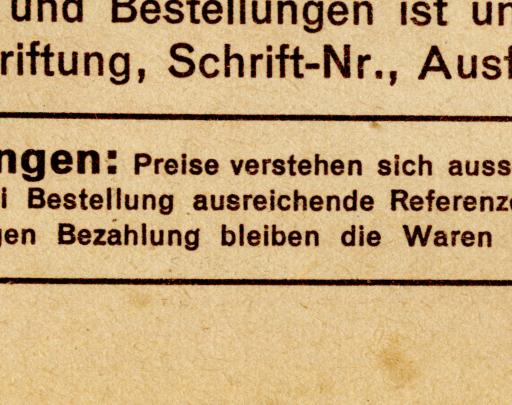 und Bestellungen ist un
riftung, Schrift-Nr., Ausf
ngen: Preise verstehen sich auss
i Bestellung ausreichende Referenze
gen Bezahlung bleiben die Waren